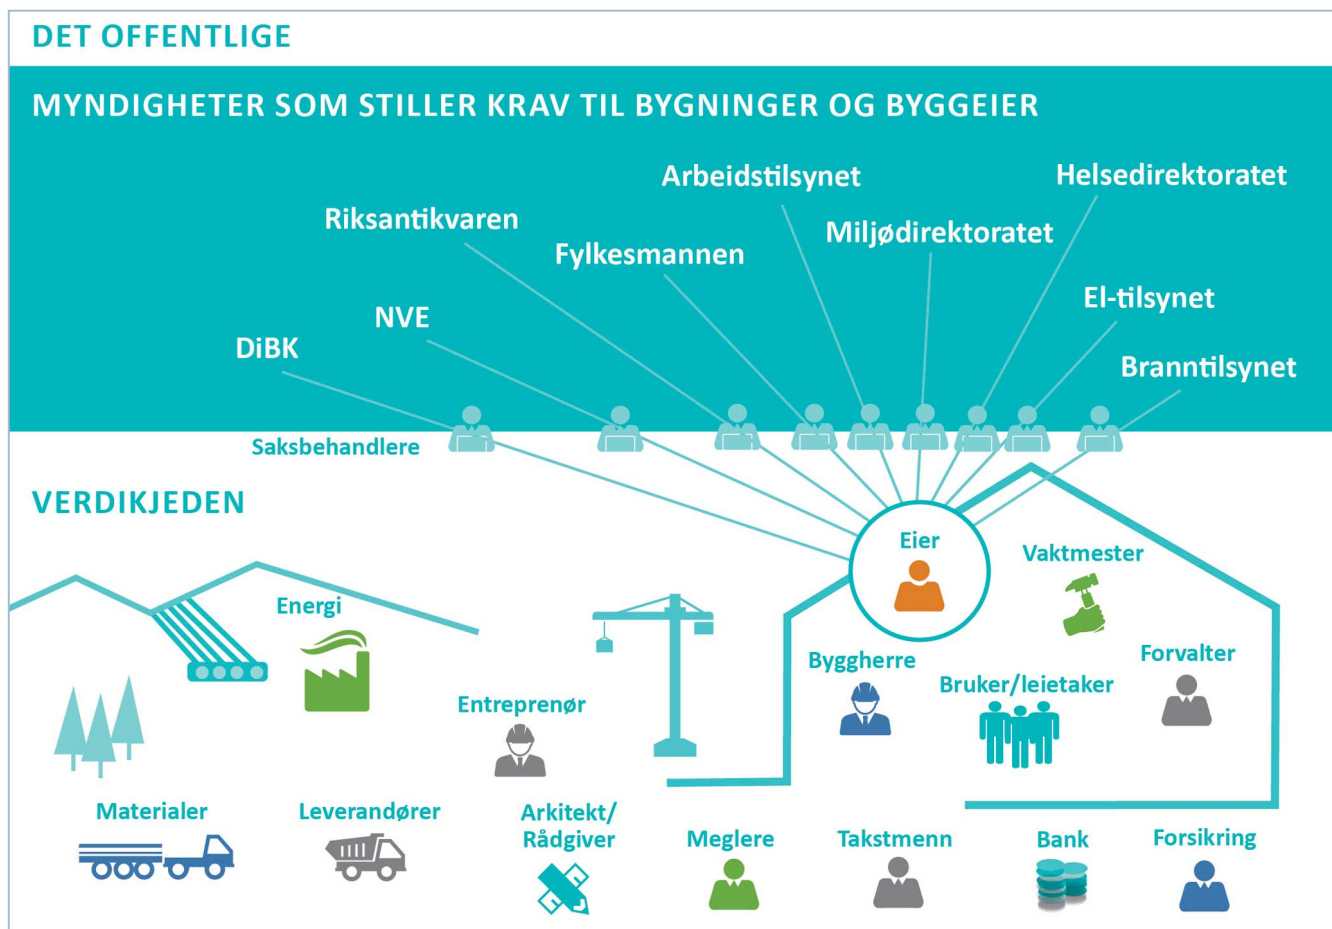 DET OFFENTLIGE
MYNDIGHETER SOM STILLER KRAV TIL BYGNINGER OG BYGGEIER
Arbeidstilsynet
Helsedirektoratet
Riksantikvaren
Miljødirektoratet
Fylkesmannen
El-tilsynet
NVE
DiBK
Branntilsynet
Saksbehandlere
VERDIKJEDEN
Eier
Vaktmester
Energi
Byggherre
Forvalter
Bruker/leietaker
Entreprenør
Materialer
Leverandører
Arkitekt/
Rådgiver
Meglere
Takstmenn
Bank
Forsikring